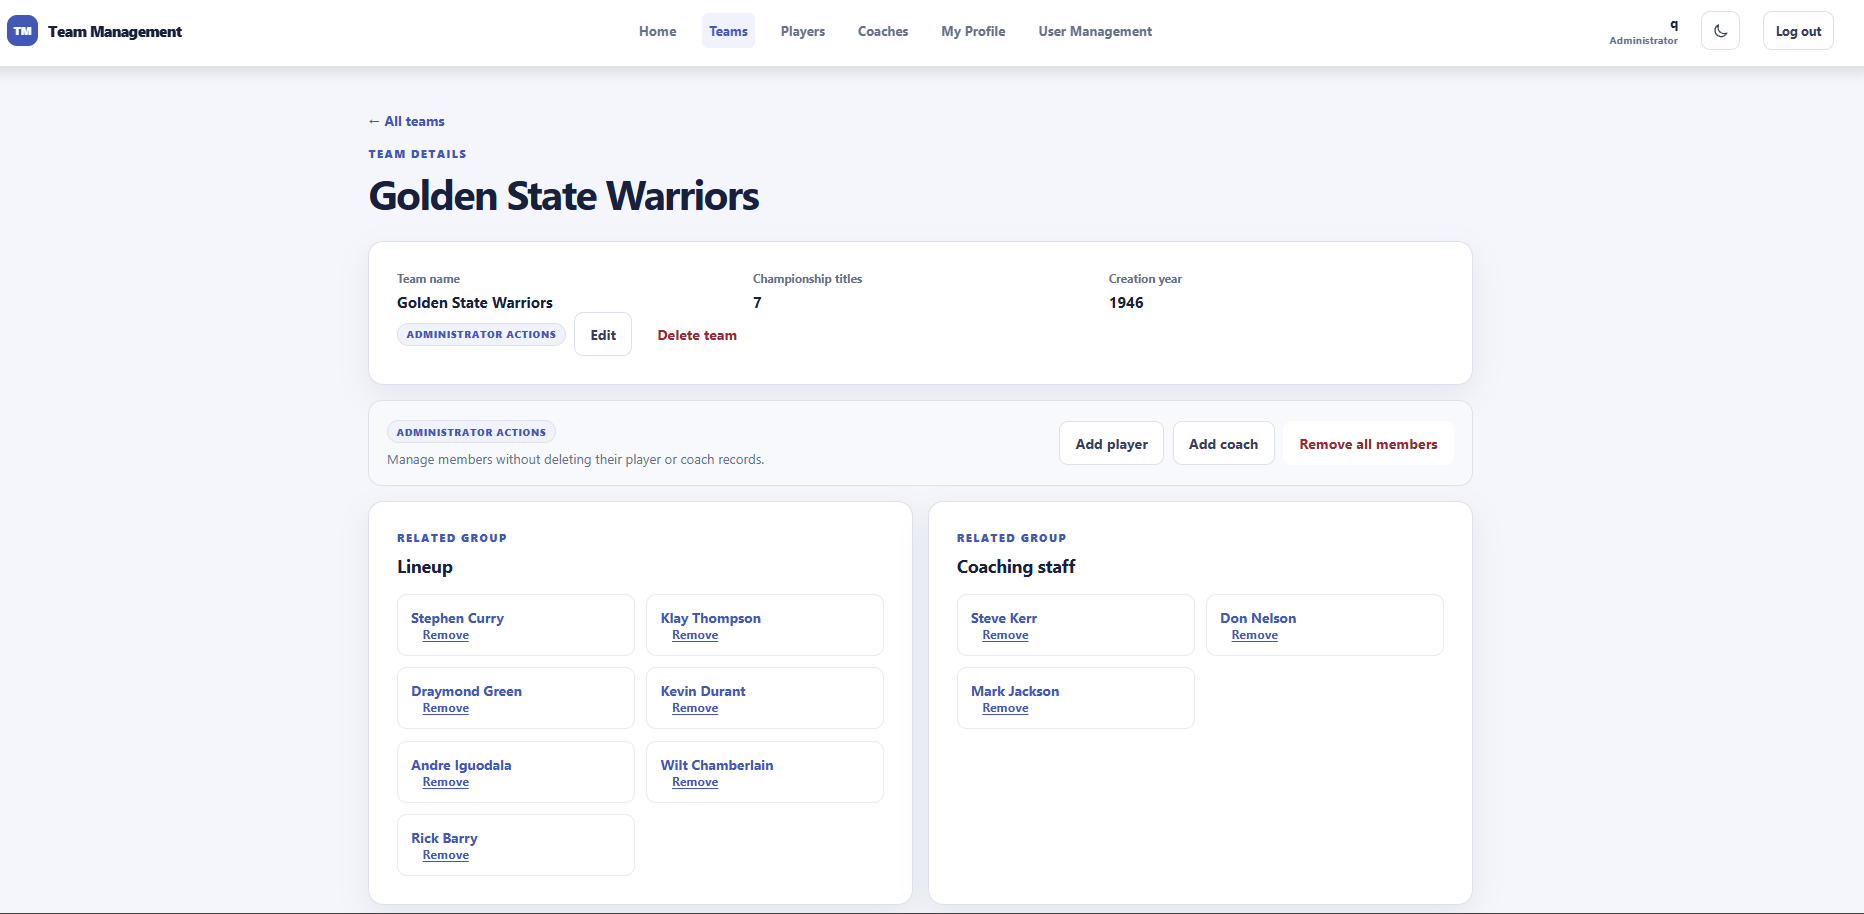 TM Team Management
Home Teams Players Coaches My Profile User Management
q
Administrator
Log out
← All teams
TEAM DETAILS
Golden State Warriors
Team name Championship titles Creation year
Golden State Warriors 7 1946
ADMINISTRATOR ACTIONS Edit Delete team
ADMINISTRATOR ACTIONS
Manage members without deleting their player or coach records.
Add player Add coach Remove all members
RELATED GROUP
Lineup
Stephen Curry Klay Thompson
Remove Remove
Draymond Green Kevin Durant
Remove Remove
Andre Iguodala Wilt Chamberlain
Remove Remove
Rick Barry
Remove
RELATED GROUP
Coaching staff
Steve Kerr Don Nelson
Remove Remove
Mark Jackson
Remove